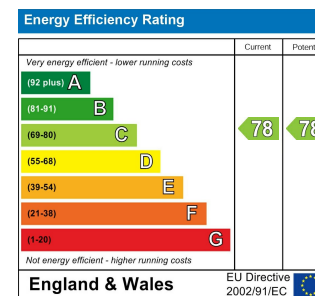 Energy Efficiency Rating
Current Potent
Very energy efficient - lower running costs
(92 plus) A
(81-91) B
(69-80) C 78 78
(55-68) D
(39-54) E
(21-38) F
(1-20) G
Not energy efficient - higher running costs
England & Wales
EU Directive
2002/91/EC